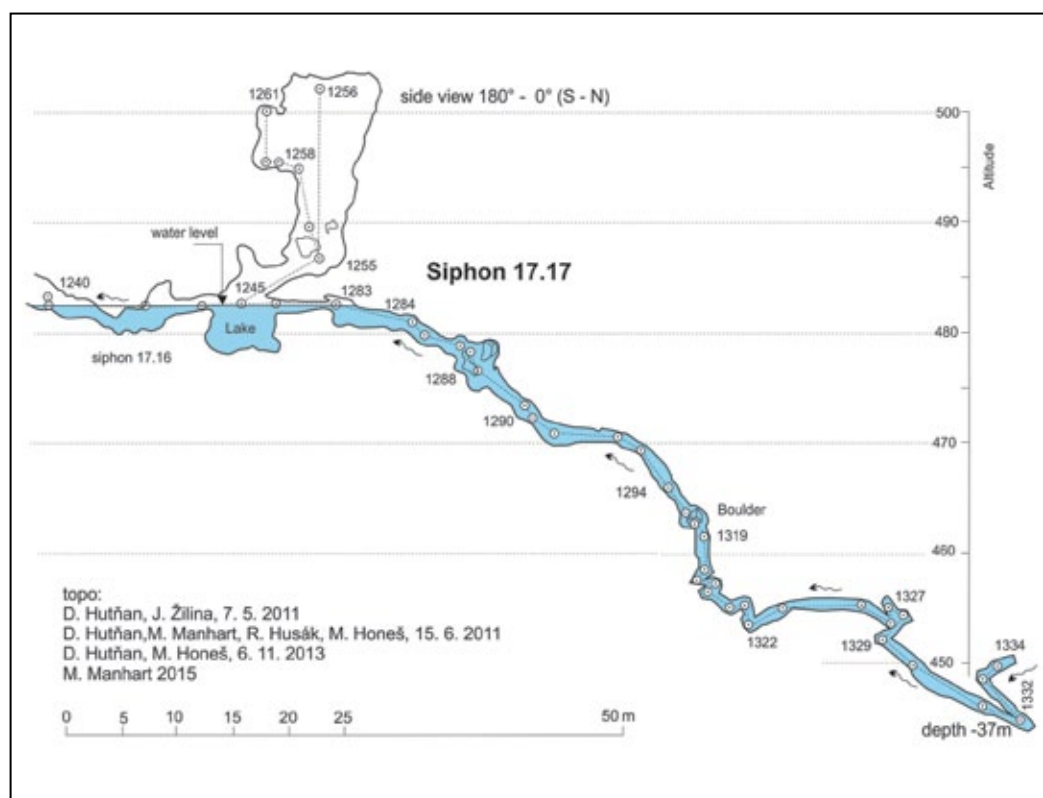 1261
1256
side view 180° - 0° (S - N)
500
1258
Altitude
490
water level
1255
Siphon 17.17
1240
1245
1283
1284
480
Lake
siphon 17.16
1288
1290
470
1294
Boulder
1319
460
topo:
D. Hutňan, J. Žilina, 7. 5. 2011
D. Hutňan,M. Manhart, R. Husák, M. Honeš, 15. 6. 2011
D. Hutňan, M. Honeš, 6. 11. 2013
M. Manhart 2015
1327
1322
1329
1334
450
1332
depth -37m
0 5 10 15 20 25 50 m